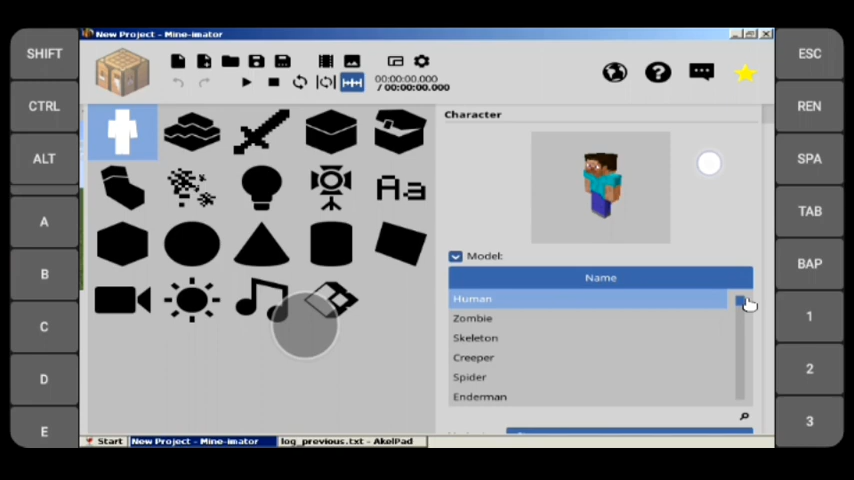 New Project - Mine-imator
SHIFT
ESC
00:00:00.000
/ 00:00:00.000
CTRL
REN
Character
ALT
SPA
Aa
TAB
A
Model:
B
BAP
Name
Human
C
1
Zombie
Skeleton
Creeper
D
2
Spider
Enderman
E
3
Start
New Project - Mine-imator
log_previous.txt - AkelPad